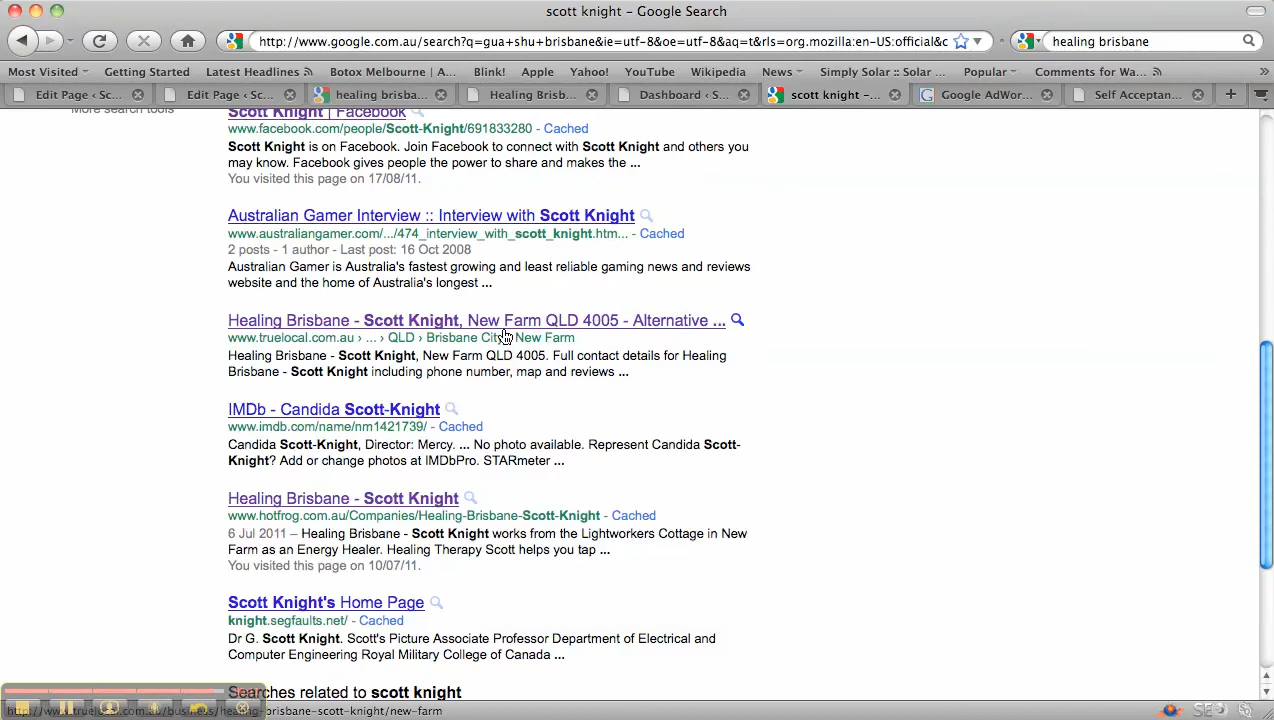 scott knight – Google Search
http://www.google.com.au/search?q=gua+shu+brisbane&ie=utf-8&oe=utf-8&aq=t&rls=org.mozilla:en-US:official&c
healing brisbane
Most Visited Getting Started Latest Headlines Botox Melbourne | A... Blink! Apple Yahoo! YouTube Wikipedia News Simply Solar :: Solar ... Popular Comments for Wa...
Edit Page ‹ Sc... Edit Page ‹ Sc... healing brisba... Healing Brisb... Dashboard ‹ S... scott knight –... Google AdWor... Self Acceptan...
More search tools
Scott Knight | Facebook
www.facebook.com/people/Scott-Knight/691833280 - Cached
Scott Knight is on Facebook. Join Facebook to connect with Scott Knight and others you
may know. Facebook gives people the power to share and makes the ...
You visited this page on 17/08/11.
Australian Gamer Interview :: Interview with Scott Knight
www.australiangamer.com/.../474_interview_with_scott_knight.htm... - Cached
2 posts - 1 author - Last post: 16 Oct 2008
Australian Gamer is Australia's fastest growing and least reliable gaming news and reviews
website and the home of Australia's longest ...
Healing Brisbane - Scott Knight, New Farm QLD 4005 - Alternative ...
www.truelocal.com.au › ... › QLD › Brisbane City New Farm
Healing Brisbane - Scott Knight, New Farm QLD 4005. Full contact details for Healing
Brisbane - Scott Knight including phone number, map and reviews ...
IMDb - Candida Scott-Knight
www.imdb.com/name/nm1421739/ - Cached
Candida Scott-Knight, Director: Mercy. ... No photo available. Represent Candida Scott-
Knight? Add or change photos at IMDbPro. STARmeter ...
Healing Brisbane - Scott Knight
www.hotfrog.com.au/Companies/Healing-Brisbane-Scott-Knight - Cached
6 Jul 2011 – Healing Brisbane - Scott Knight works from the Lightworkers Cottage in New
Farm as an Energy Healer. Healing Therapy Scott helps you tap ...
You visited this page on 10/07/11.
Scott Knight's Home Page
knight.segfaults.net/ - Cached
Dr G. Scott Knight. Scott's Picture Associate Professor Department of Electrical and
Computer Engineering Royal Military College of Canada ...
Searches related to scott knight
http://www.truelocal.com.au/business/healing-brisbane-scott-knight/new-farm